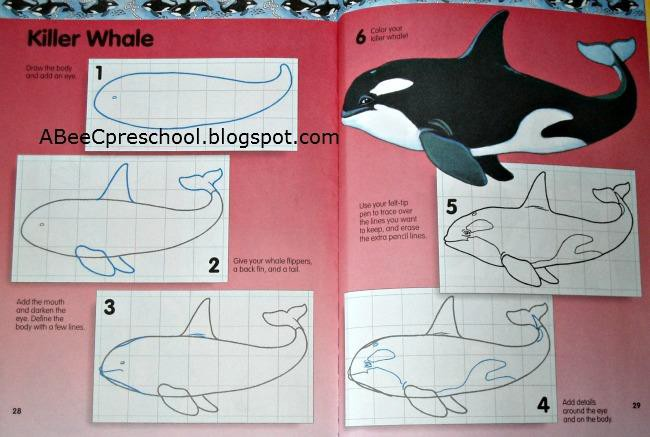 Killer Whale
Draw the body
and add an eye.
1
ABeeCpreschool.blogspot.com
2
Give your whale flippers,
a back fin, and a tail.
Add the mouth
and darken the
eye. Define the
body with a few lines.
3
28
6
Color your
killer whale!
Use your felt-tip
pen to trace over
the lines you want
to keep, and erase
the extra pencil lines.
5
4
Add details
around the eye
and on the body.
29